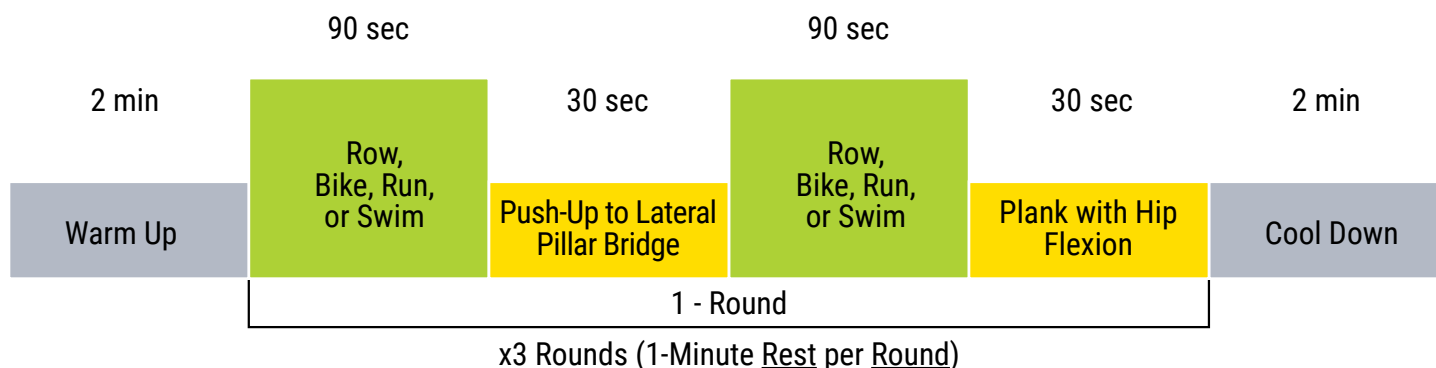 90 sec
90 sec
2 min
30 sec
30 sec
2 min
Warm Up
Row,
Bike, Run,
or Swim
Push-Up to Lateral
Pillar Bridge
Row,
Bike, Run,
or Swim
Plank with Hip
Flexion
Cool Down
1 - Round
x3 Rounds (1-Minute Rest per Round)